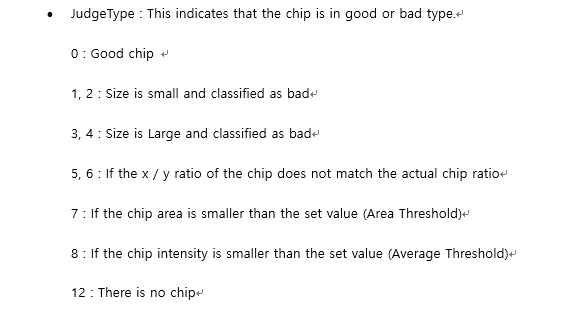 • JudgeType : This indicates that the chip is in good or bad type.↵
0 : Good chip ↵
1, 2 : Size is small and classified as bad↵
3, 4 : Size is Large and classified as bad↵
5, 6 : If the x / y ratio of the chip does not match the actual chip ratio↵
7 : If the chip area is smaller than the set value (Area Threshold)↵
8 : If the chip intensity is smaller than the set value (Average Threshold)↵
12 : There is no chip↵